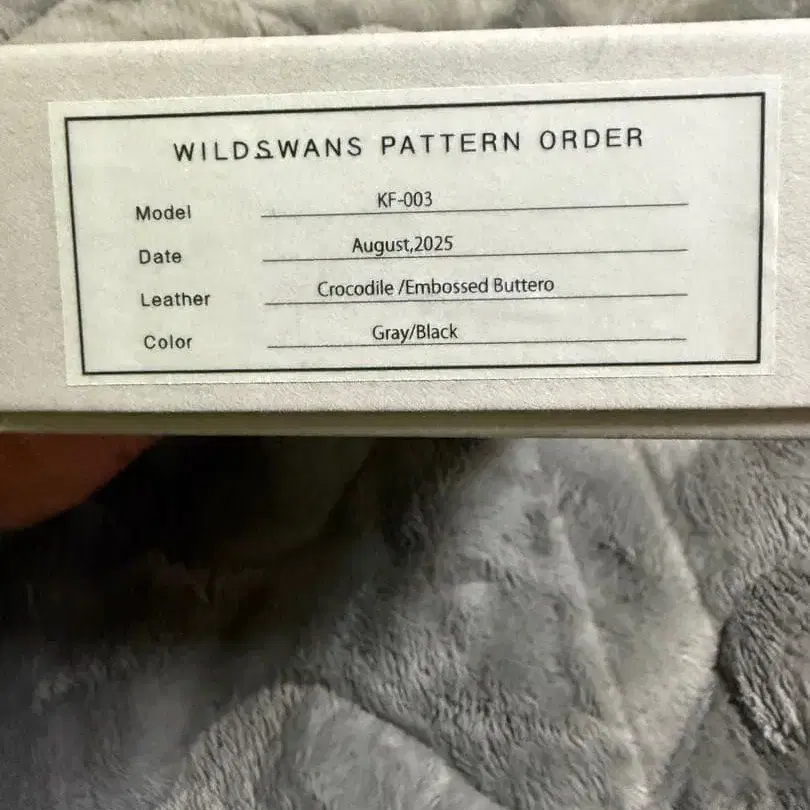 WILDSWANS PATTERN ORDER
Model KF-003
Date August,2025
Leather Crocodile /Embossed Buttero
Color Gray/Black